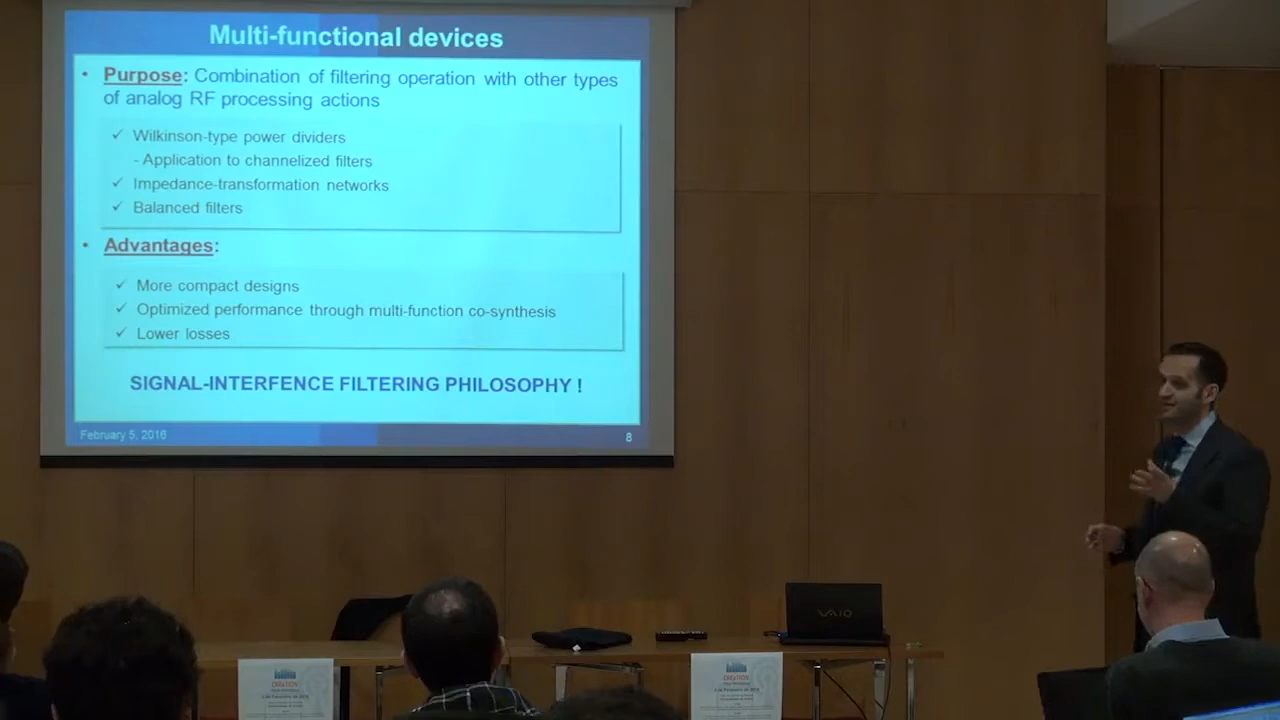 Multi-functional devices
• Purpose: Combination of filtering operation with other types
of analog RF processing actions
✓ Wilkinson-type power dividers
- Application to channelized filters
✓ Impedance-transformation networks
✓ Balanced filters
• Advantages:
✓ More compact designs
✓ Optimized performance through multi-function co-synthesis
✓ Lower losses
SIGNAL-INTERFENCE FILTERING PHILOSOPHY !
February 5, 2016
8
VAIO